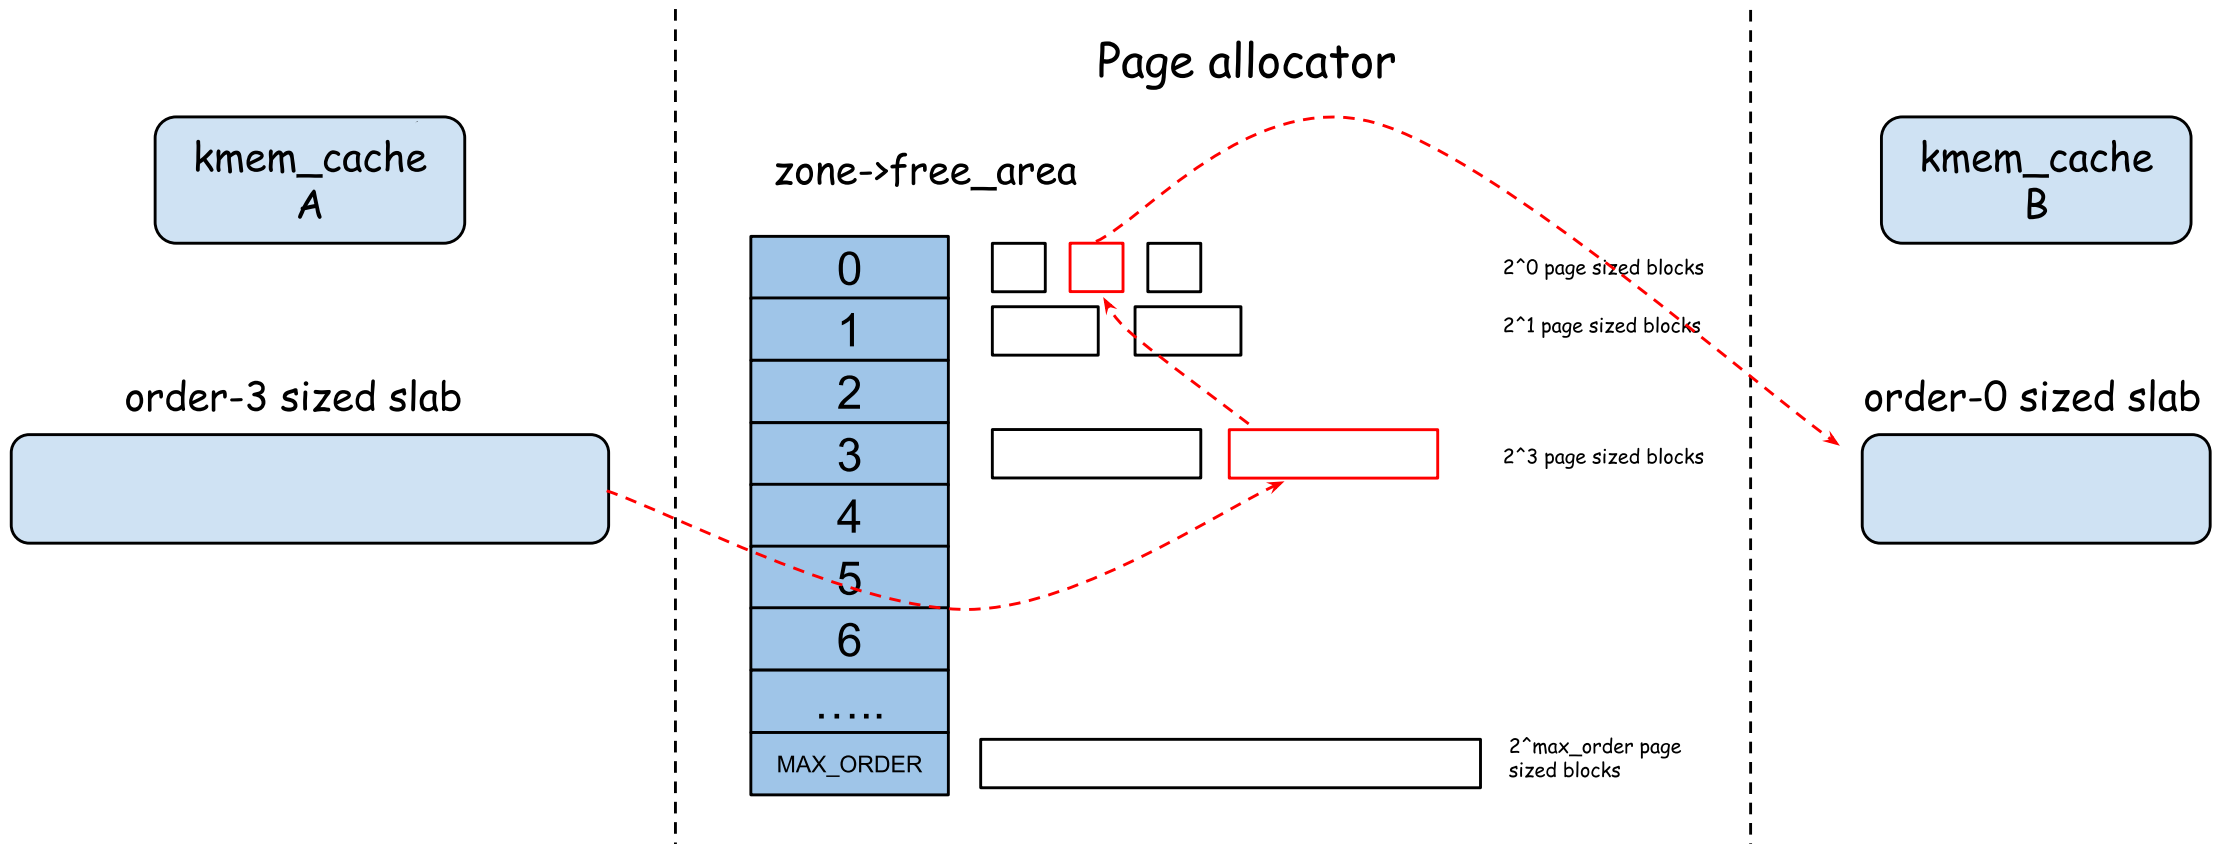 Page allocator
kmem_cache
A
order-3 sized slab
zone->free_area
0
1
2
3
4
5
6
.....
MAX_ORDER
2^0 page sized blocks
2^1 page sized blocks
2^3 page sized blocks
2^max_order page
sized blocks
kmem_cache
B
order-0 sized slab